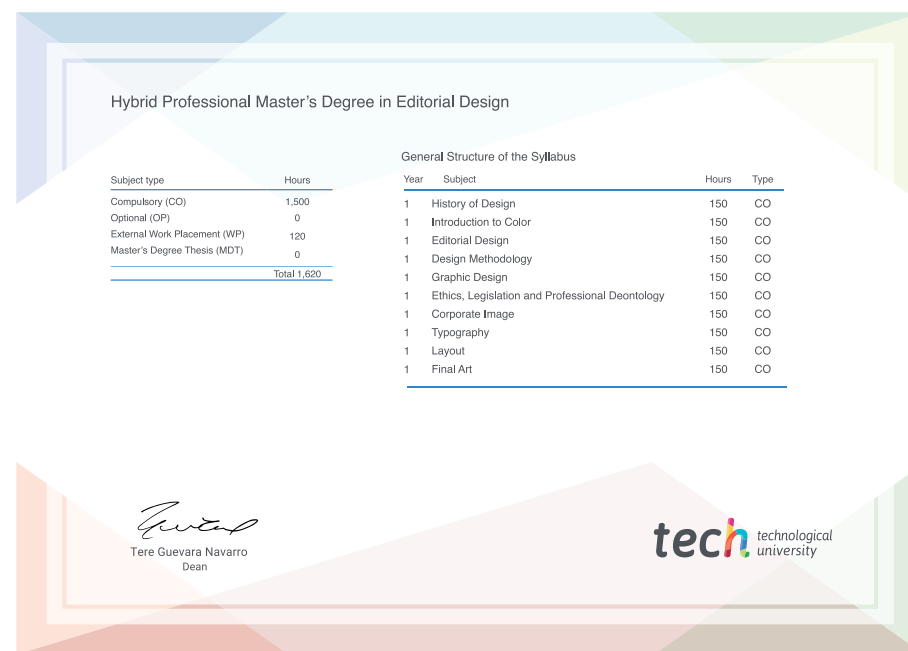 Hybrid Professional Master's Degree in Editorial Design
Subject type Hours
Compulsory (CO) 1,500
Optional (OP) 0
External Work Placement (WP) 120
Master's Degree Thesis (MDT) 0
Total 1,620
General Structure of the Syllabus
Year Subject Hours Type
1 History of Design 150 CO
1 Introduction to Color 150 CO
1 Editorial Design 150 CO
1 Design Methodology 150 CO
1 Graphic Design 150 CO
1 Ethics, Legislation and Professional Deontology 150 CO
1 Corporate Image 150 CO
1 Typography 150 CO
1 Layout 150 CO
1 Final Art 150 CO
Tere Guevara Navarro
Dean
tech technological
university